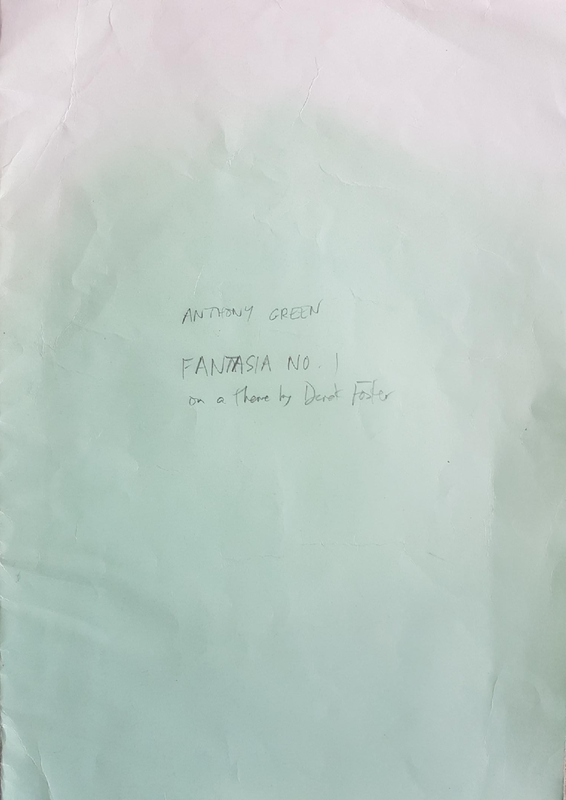 ANTHONY GREEN
FANTASIA NO. 1
on a theme by Derek Foster